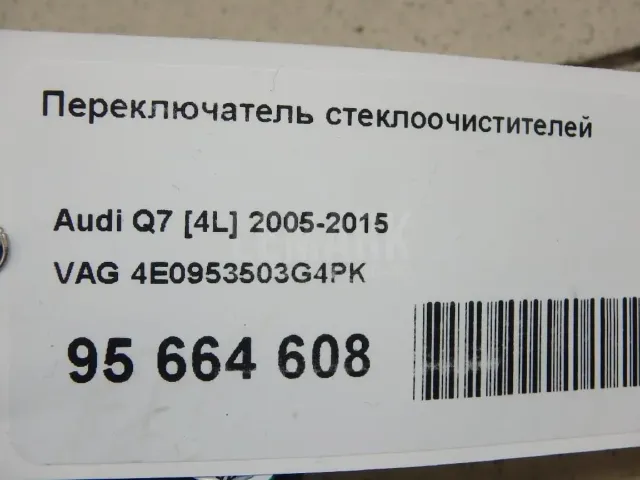 Переключатель стеклоочистителей
Audi Q7 [4L] 2005-2015
VAG 4E0953503G4PK
95 664 608